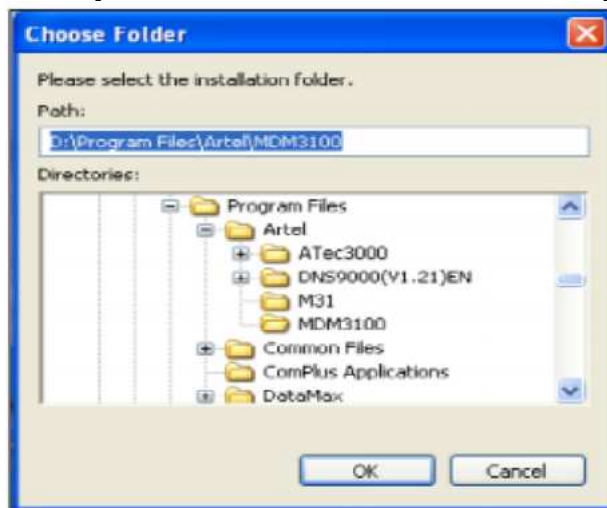 Choose Folder
Please select the installation folder.
Path:
D:\Program Files\Artel\MDM3100
Directories:
Program Files
Artel
ATec3000
DNS9000(V1.21)EN
M31
MDM3100
Common Files
ComPlus Applications
DataMax
OK Cancel